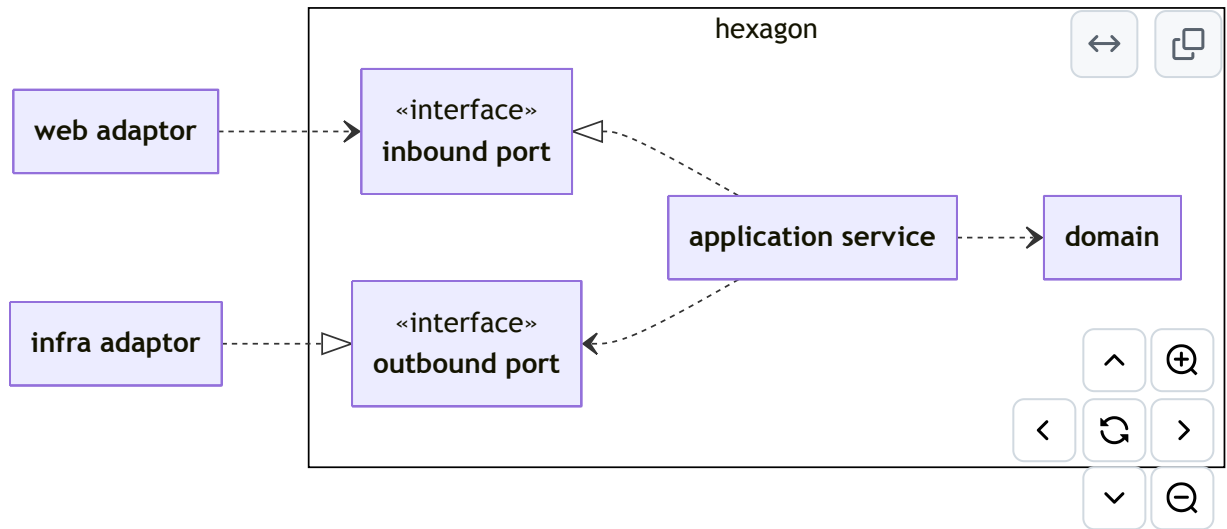 hexagon
web adaptor
«interface»
inbound port
application service
domain
infra adaptor
«interface»
outbound port